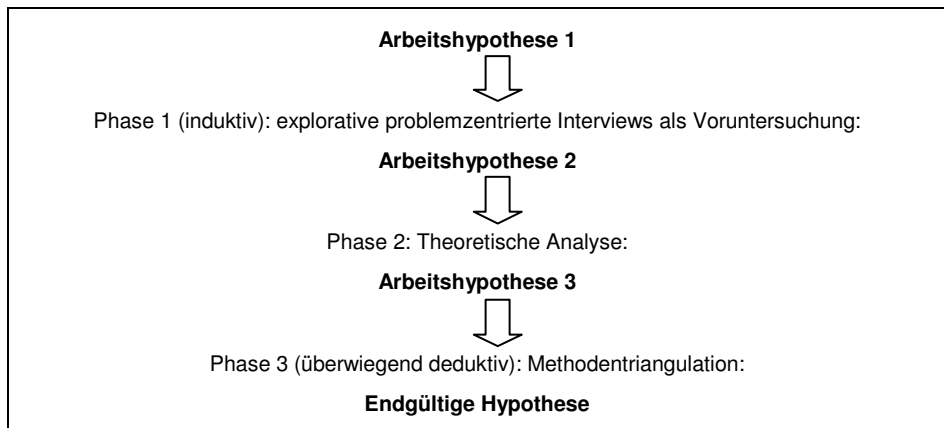 Arbeitshypothese 1
Phase 1 (induktiv): explorative problemzentrierte Interviews als Voruntersuchung:
Arbeitshypothese 2
Phase 2: Theoretische Analyse:
Arbeitshypothese 3
Phase 3 (überwiegend deduktiv): Methodentriangulation:
Endgültige Hypothese